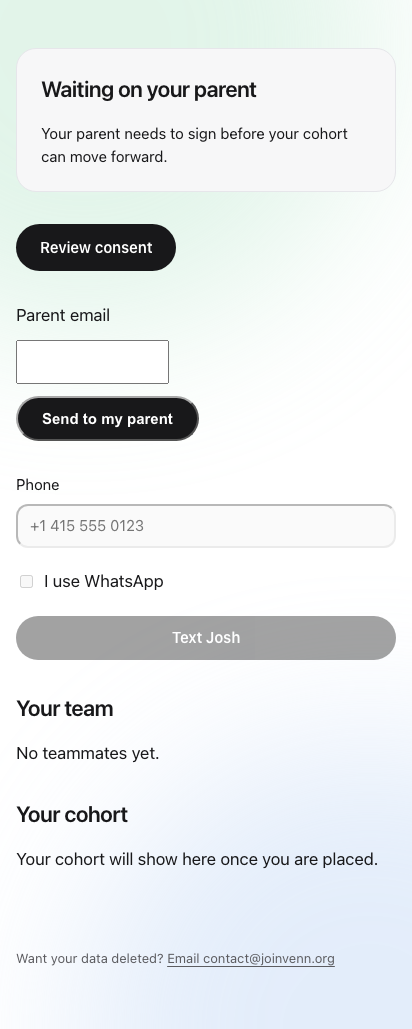 Waiting on your parent
Your parent needs to sign before your cohort
can move forward.
Review consent
Parent email
Send to my parent
Phone
+1 415 555 0123
I use WhatsApp
Text Josh
Your team
No teammates yet.
Your cohort
Your cohort will show here once you are placed.
Want your data deleted? Email contact@joinvenn.org